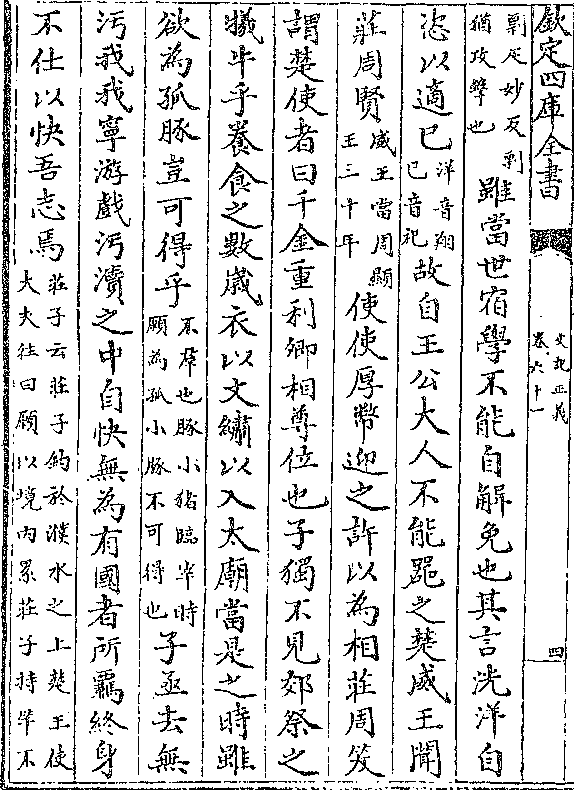 欽定四庫全書
史記正義
卷六十一
四
剽疋妙反剽
猶攻擊也
雖當世宿學不能自解免也其言洸洋自
恣以適已
洋音翔
已音祀
故自王公大人不能器之楚威王聞
莊周賢
威王當周顯
王三十年
使使厚幣迎之許以為相莊周笑
謂楚使者曰千金重利卿相尊位也子獨不見郊祭之
犧牛乎養食之數歲衣以文繡以入太廟當是之時雖
欲為孤豚豈可得乎
不羣也豚小猪臨宰時
願為孤小豚不可得也
子亟去無
汚我我寧游戲汚瀆之中自快無為有國者所羈終身
不仕以快吾志焉
莊子云莊子釣於濮水之上楚王使
大夫往曰願以境内累莊子持竿不